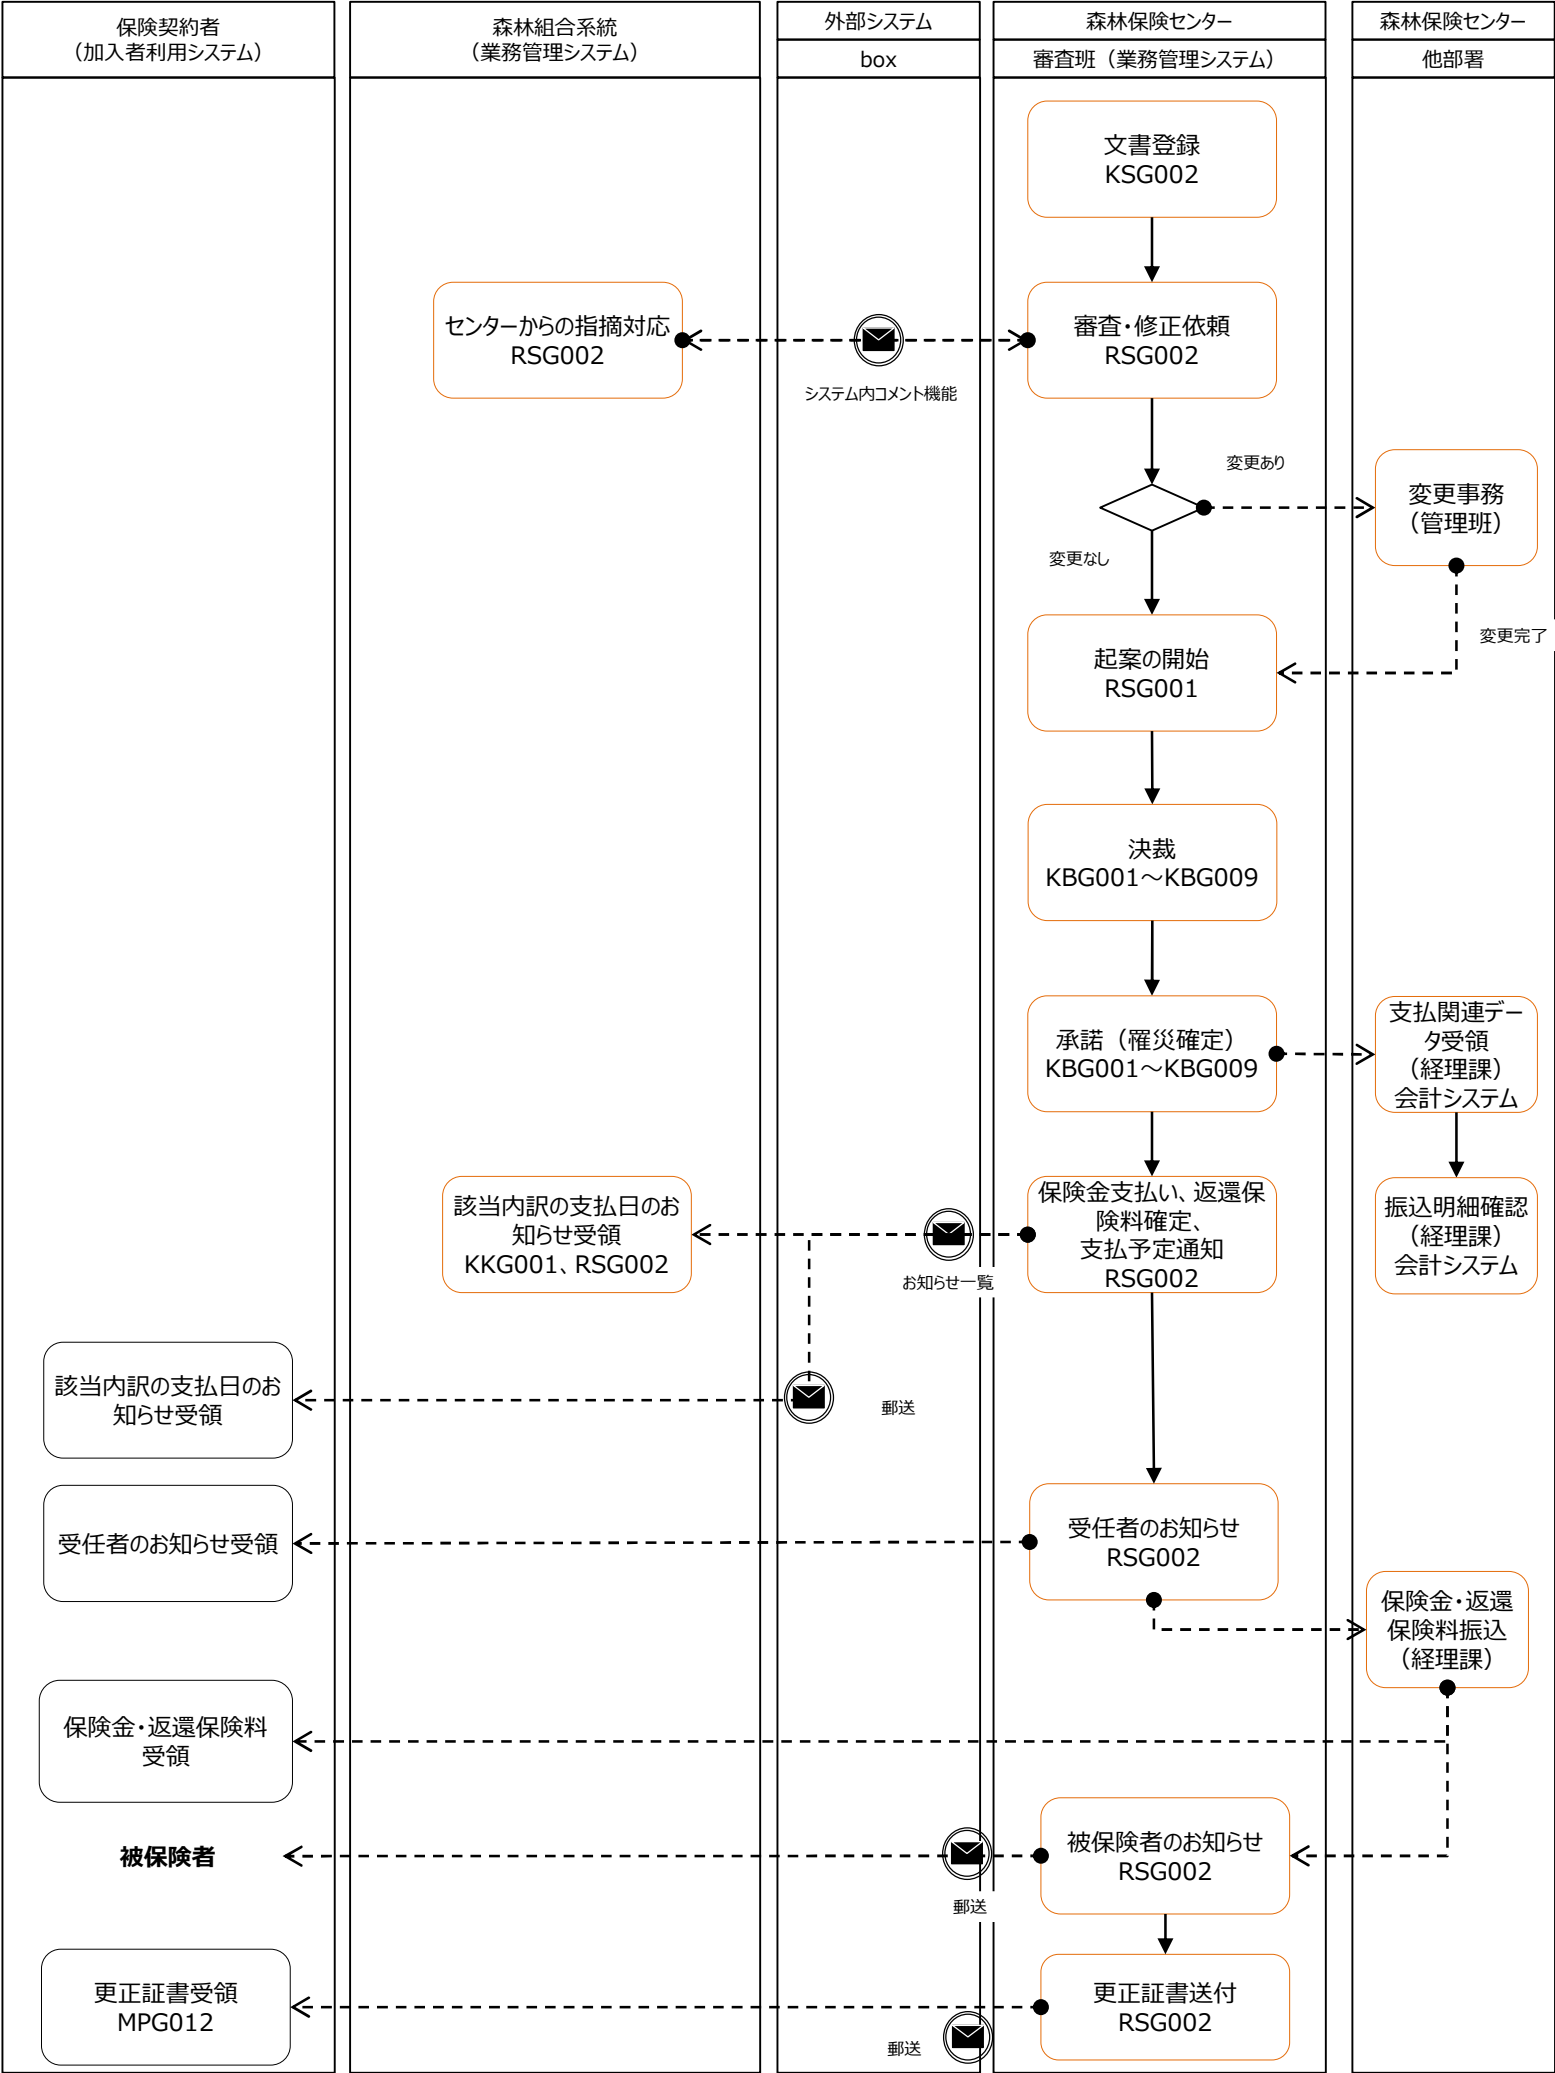 保険契約者
（加入者利用システム）
森林組合系統
（業務管理システム）
外部システム
box
森林保険センター
審査班（業務管理システム）
森林保険センター
他部署
文書登録
KSG002
センターからの指摘対応
RSG002
システム内コメント機能
審査・修正依頼
RSG002
変更あり
変更事務
（管理班）
変更なし
変更完了
起案の開始
RSG001
決裁
KBG001～KBG009
承諾（罹災確定）
KBG001～KBG009
支払関連デー
タ受領
（経理課）
会計システム
該当内訳の支払日のお
知らせ受領
KKG001、RSG002
お知らせ一覧
保険金支払い、返還保
険料確定、
支払予定通知
RSG002
振込明細確認
（経理課）
会計システム
該当内訳の支払日のお
知らせ受領
郵送
受任者のお知らせ受領
受任者のお知らせ
RSG002
保険金・返還
保険料振込
（経理課）
保険金・返還保険料
受領
被保険者
郵送
被保険者のお知らせ
RSG002
更正証書受領
MPG012
郵送
更正証書送付
RSG002